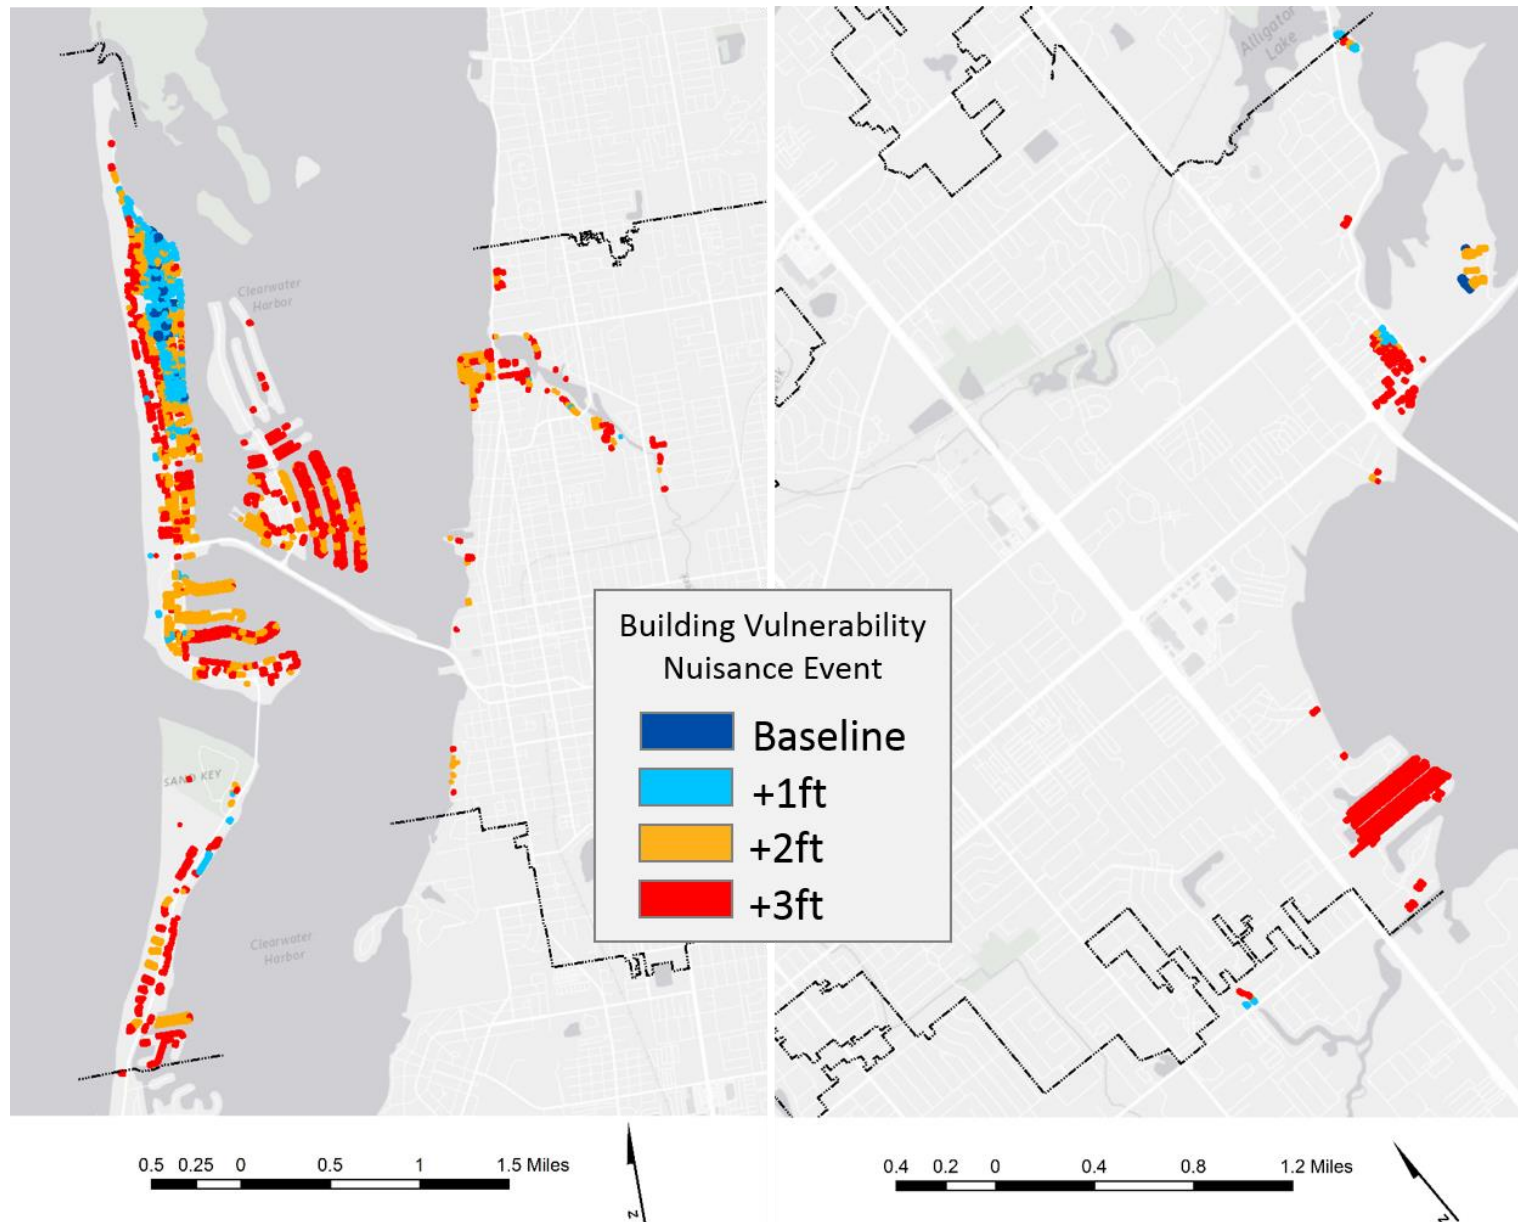 Alligator
Lake
Clearwater
Harbor
SAND KEY
Clearwater
Harbor
Building Vulnerability
Nuisance Event
Baseline
+1ft
+2ft
+3ft
0.5 0.25 0 0.5 1 1.5 Miles
N
0.4 0.2 0 0.4 0.8 1.2 Miles
N